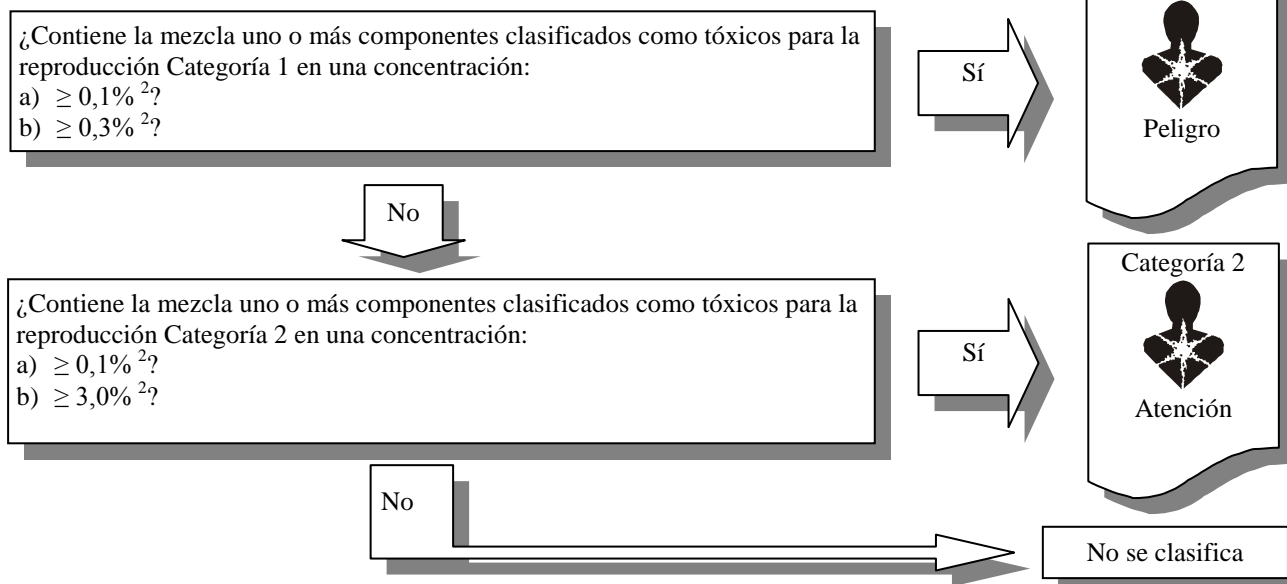 ¿Contiene la mezcla uno o más componentes clasificados como tóxicos para la
reproducción Categoría 1 en una concentración:
a) ≥ 0,1% ²?
b) ≥ 0,3% ²?
Sí
Peligro
No
¿Contiene la mezcla uno o más componentes clasificados como tóxicos para la
reproducción Categoría 2 en una concentración:
a) ≥ 0,1% ²?
b) ≥ 3,0% ²?
Sí
Categoría 2
Atención
No
No se clasifica